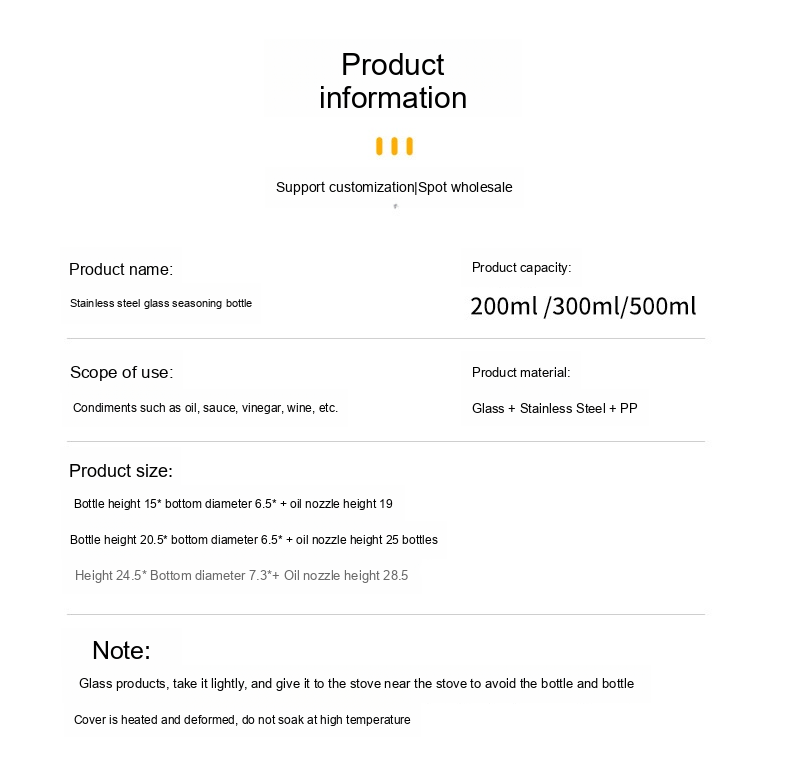 Product
information
Support customization|Spot wholesale
Product name:
Product capacity:
Stainless steel glass seasoning bottle
200ml /300ml/500ml
Scope of use:
Product material:
Condiments such as oil, sauce, vinegar, wine, etc.
Glass + Stainless Steel + PP
Product size:
Bottle height 15* bottom diameter 6.5* + oil nozzle height 19
Bottle height 20.5* bottom diameter 6.5* + oil nozzle height 25 bottles
Height 24.5* Bottom diameter 7.3*+ Oil nozzle height 28.5
Note:
Glass products, take it lightly, and give it to the stove near the stove to avoid the bottle and bottle
Cover is heated and deformed, do not soak at high temperature